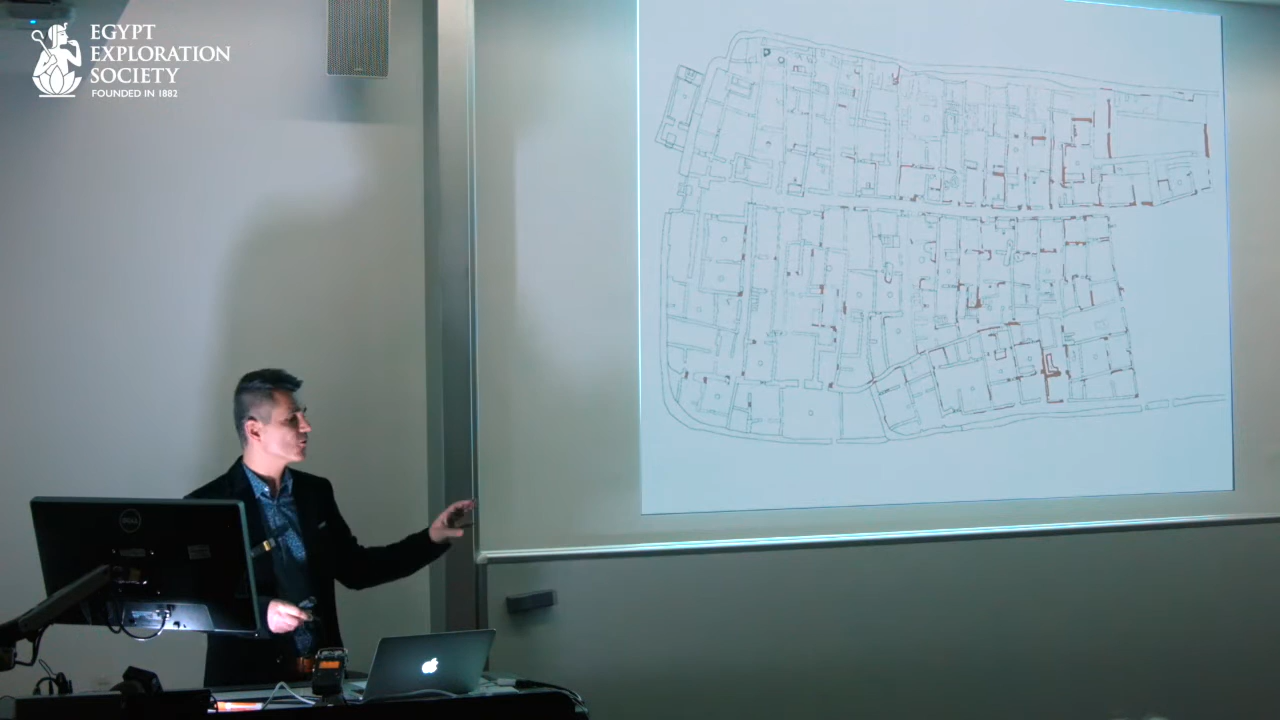 EGYPT
EXPLORATION
SOCIETY
FOUNDED IN 1882
DELL